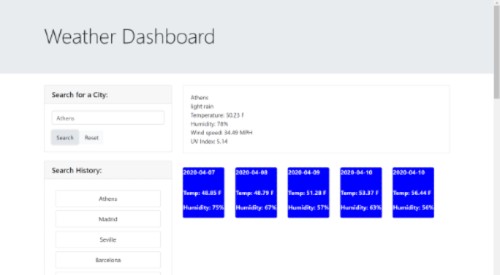 Weather Dashboard
Search for a City:
Athens
Search
Reset
Athens
light rain
Temperature: 50.23 F
Humidity: 78%
Wind speed: 34.49 MPH
UV Index: 5.14
Search History:
Athens
Madrid
Seville
Barcelona
2020-04-07
Temp: 48.85 F
Humidity: 75%
2020-04-08
Temp: 46.79 F
Humidity: 67%
2020-04-09
Temp: 51.28 F
Humidity: 57%
2020-04-10
Temp: 53.37 F
Humidity: 63%
2020-04-10
Temp: 56.44 F
Humidity: 54%